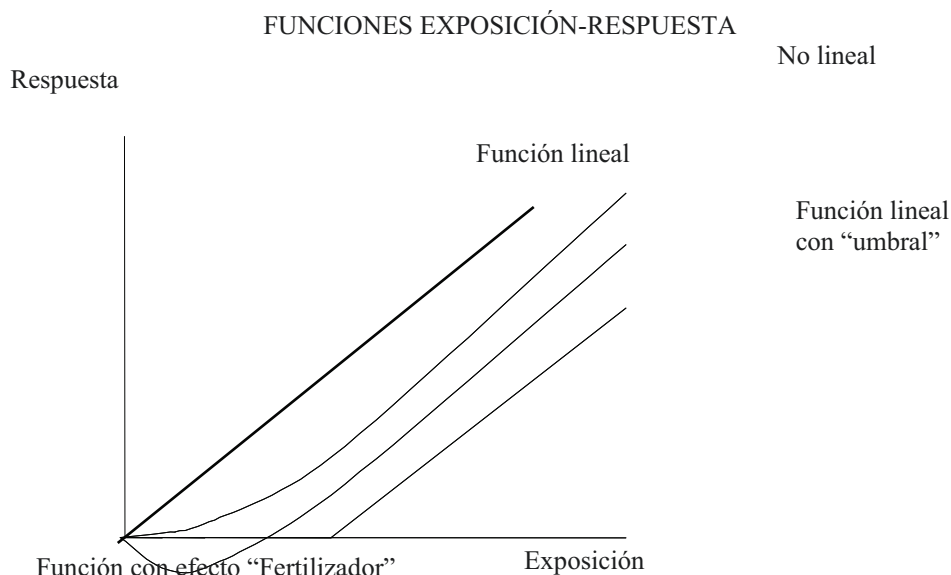 FUNCIONES EXPOSICIÓN-RESPUESTA
No lineal
Respuesta
Función lineal
Función lineal
con “umbral”
Exposición
Función con efecto “Fertilizador”